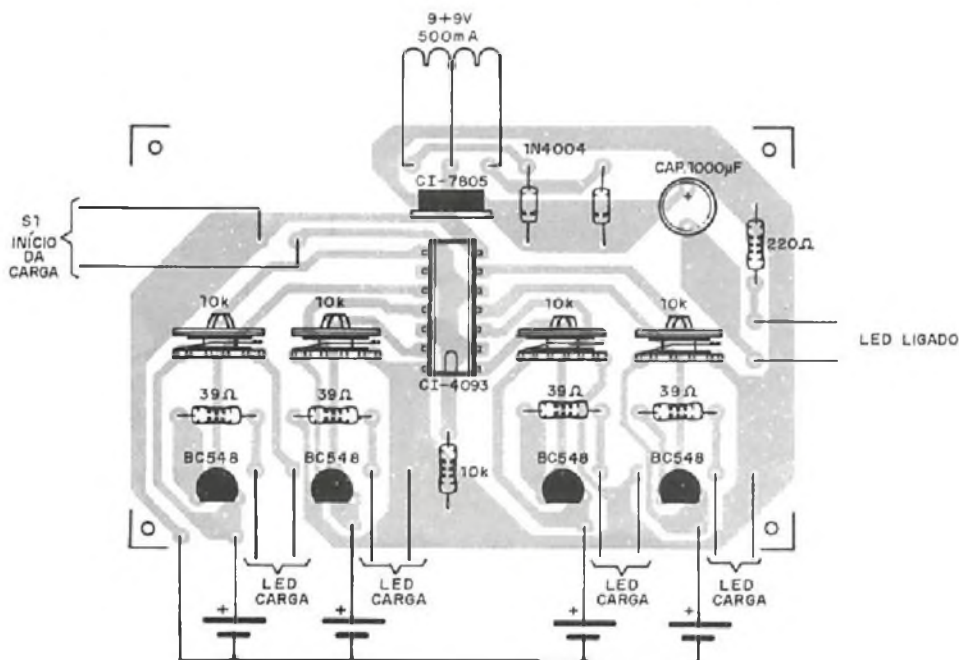 9+9V
500mA
1N4004
CI-7805
CAP. 1000µF
S1
INÍCIO
DA
CARGA
220Ω
10k
10k
10k
10k
LED LIGADO
CI-4093
39Ω
39Ω
39Ω
39Ω
BC548
BC548
10k
BC548
BC548
LED
CARGA
LED
CARGA
LED
CARGA
LED
CARGA
+
+
+
+